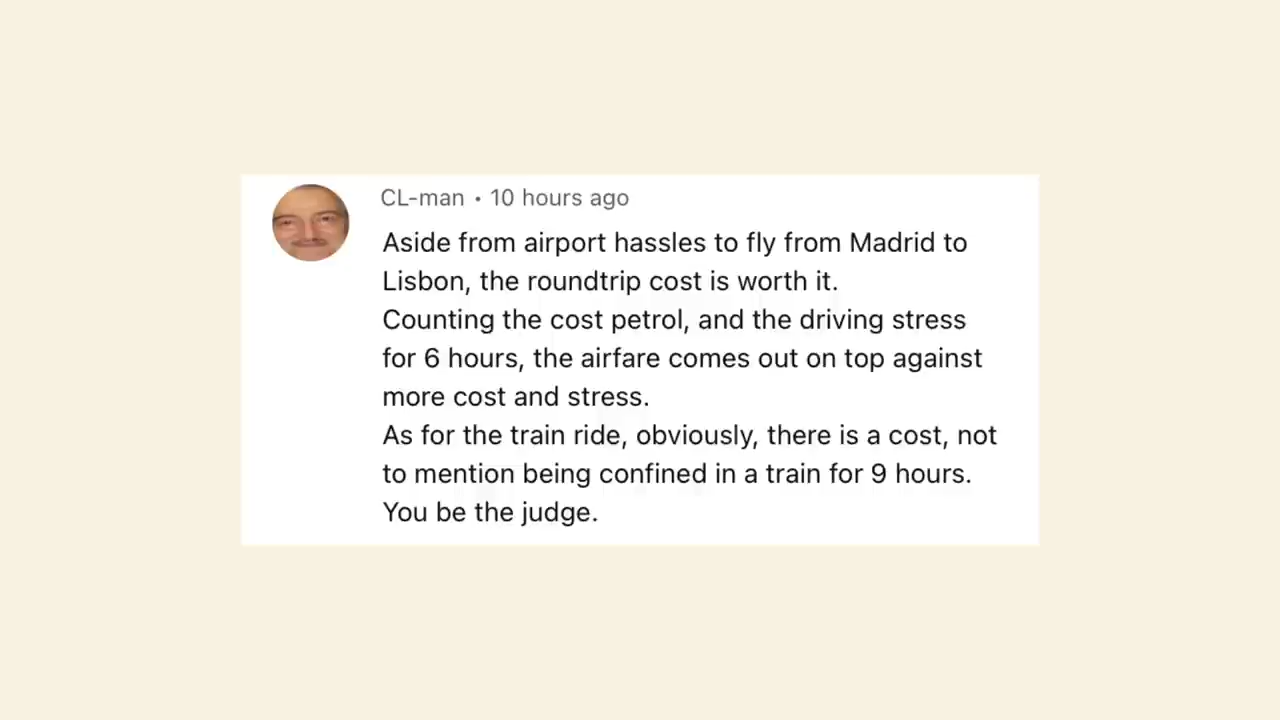 CL-man • 10 hours ago
Aside from airport hassles to fly from Madrid to
Lisbon, the roundtrip cost is worth it.
Counting the cost petrol, and the driving stress
for 6 hours, the airfare comes out on top against
more cost and stress.
As for the train ride, obviously, there is a cost, not
to mention being confined in a train for 9 hours.
You be the judge.